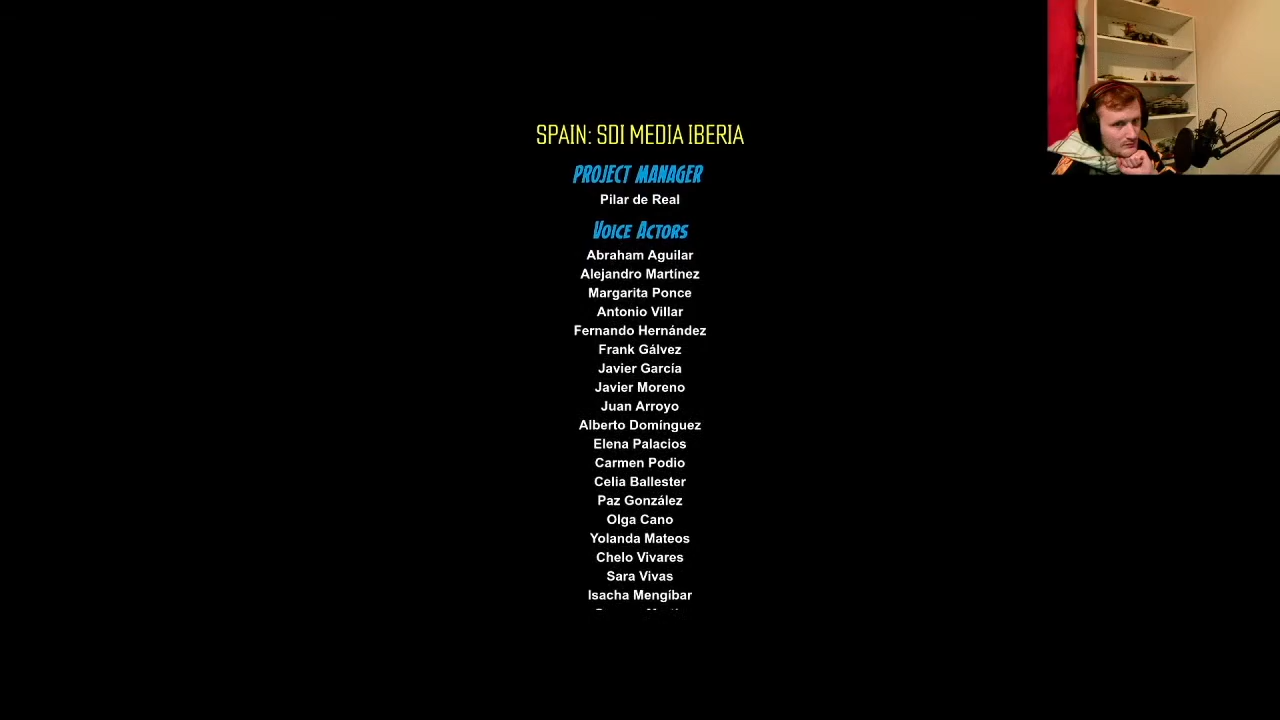 SPAIN: SDI MEDIA IBERIA
PROJECT MANAGER
Pilar de Real
VOICE ACTORS
Abraham Aguilar
Alejandro Martínez
Margarita Ponce
Antonio Villar
Fernando Hernández
Frank Gálvez
Javier García
Javier Moreno
Juan Arroyo
Alberto Domínguez
Elena Palacios
Carmen Podio
Celia Ballester
Paz González
Olga Cano
Yolanda Mateos
Chelo Vivares
Sara Vivas
Isacha Mengíbar